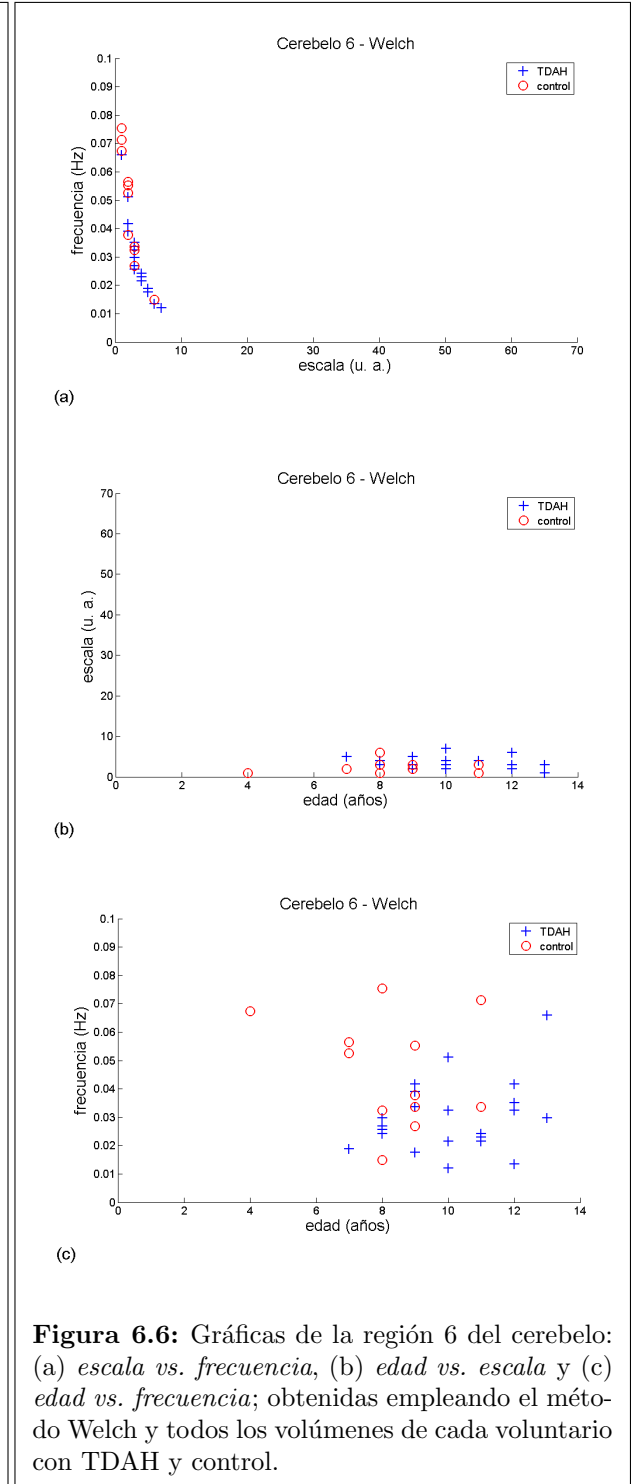 Cerebelo 6 - Welch
TDAH
control
0.1
0.09
0.08
0.07
0.06
0.05
0.04
0.03
0.02
0.01
0
frecuencia (Hz)
0 10 20 30 40 50 60 70
escala (u. a.)
(a)
Cerebelo 6 - Welch
TDAH
control
70
60
50
40
30
20
10
0
escala (u. a.)
0 2 4 6 8 10 12 14
edad (años)
(b)
Cerebelo 6 - Welch
TDAH
control
0.1
0.09
0.08
0.07
0.06
0.05
0.04
0.03
0.02
0.01
0
frecuencia (Hz)
0 2 4 6 8 10 12 14
edad (años)
(c)
Figura 6.6: Gráficas de la región 6 del cerebelo:
(a) escala vs. frecuencia, (b) edad vs. escala y (c)
edad vs. frecuencia; obtenidas empleando el méto-
do Welch y todos los volúmenes de cada voluntario
con TDAH y control.